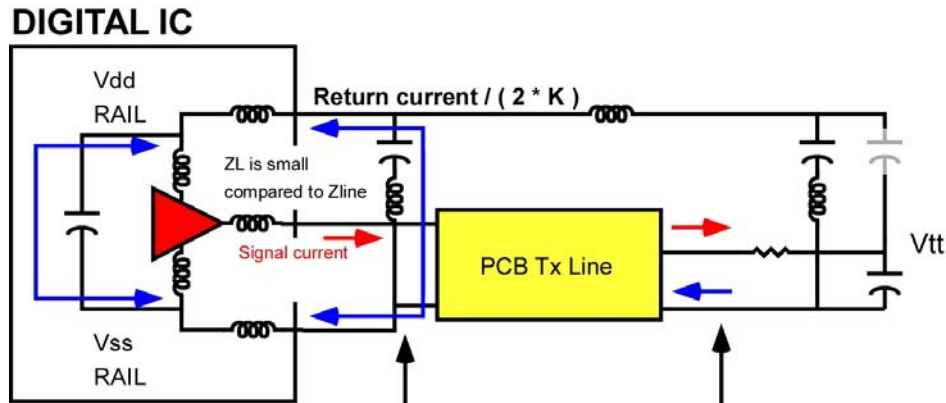 DIGITAL IC
Vdd
RAIL
Return current / ( 2 * K )
ZL is small
compared to Zline
Signal current
PCB Tx Line
Vtt
Vss
RAIL